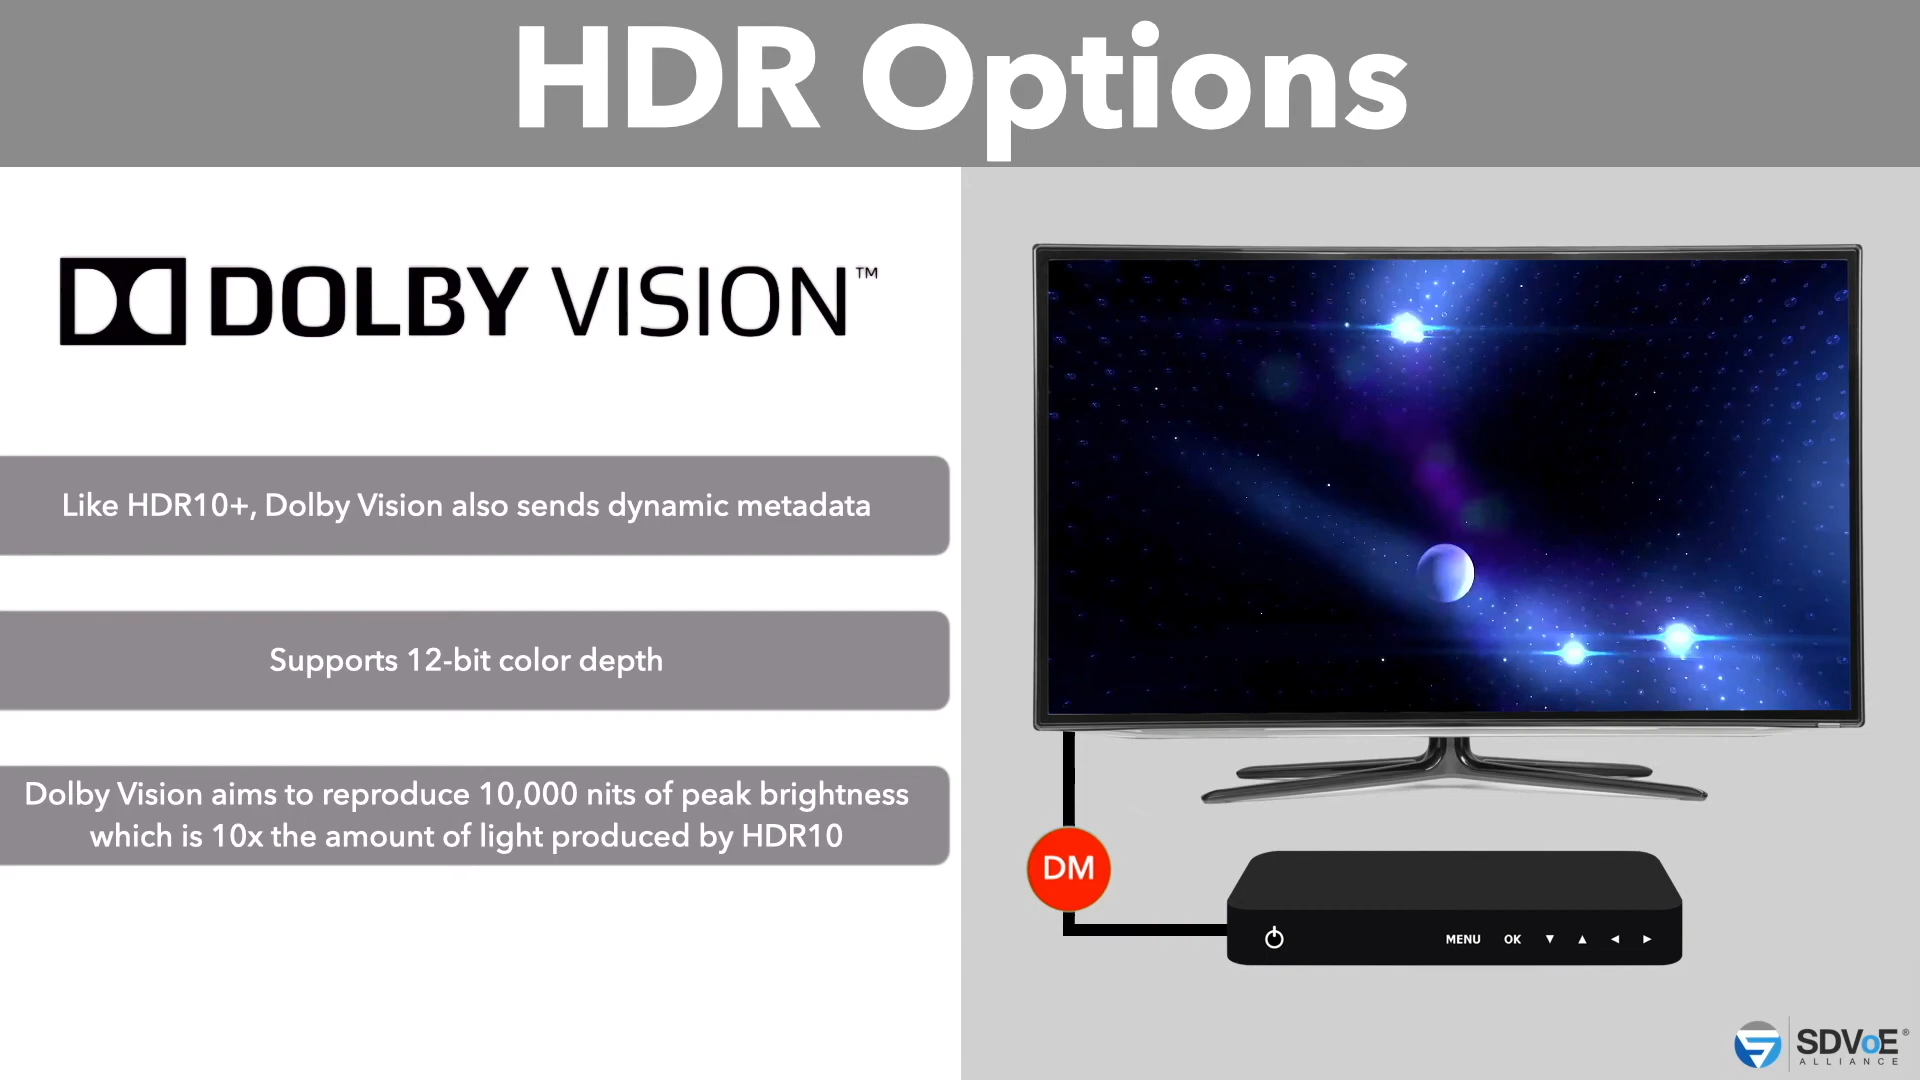 HDR Options
DOLBY VISION™
Like HDR10+, Dolby Vision also sends dynamic metadata
Supports 12-bit color depth
Dolby Vision aims to reproduce 10,000 nits of peak brightness
which is 10x the amount of light produced by HDR10
DM
MENU OK ▼ ▲ ◀ ▶
SDVoE®
ALLIANCE